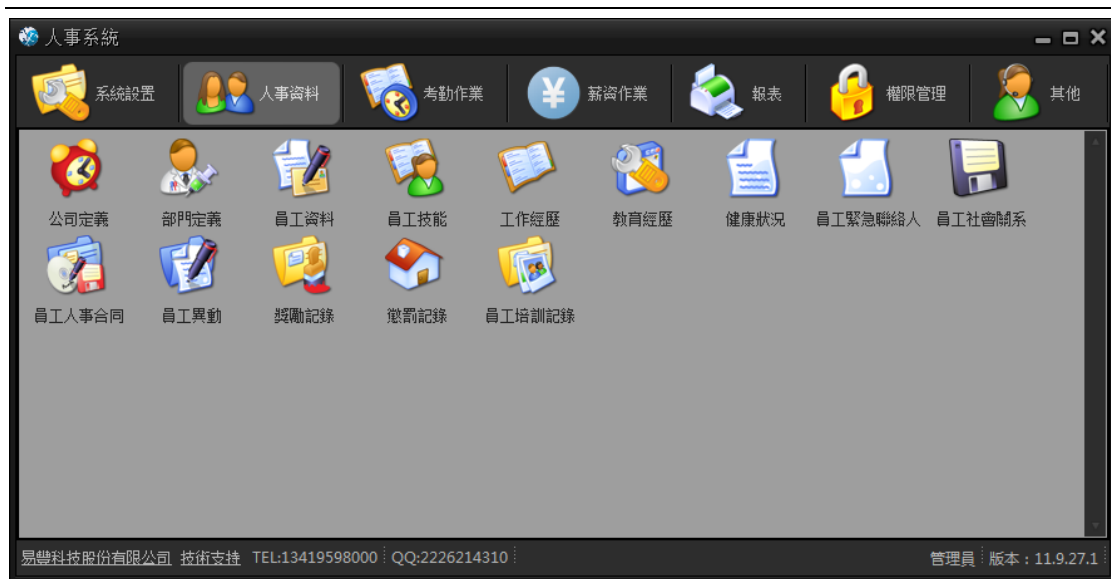 人事系統
系統設置 人事資料 考勤作業 薪資作業 報表 權限管理 其他
公司定義 部門定義 員工資料 員工技能 工作經歷 教育經歷 健康狀況 員工緊急聯絡人 員工社會關系
員工人事合同 員工異動 獎勵記錄 懲罰記錄 員工培訓記錄
易豐科技股份有限公司 技術支持 TEL:13419598000 QQ:2226214310 管理員 版本：11.9.27.1